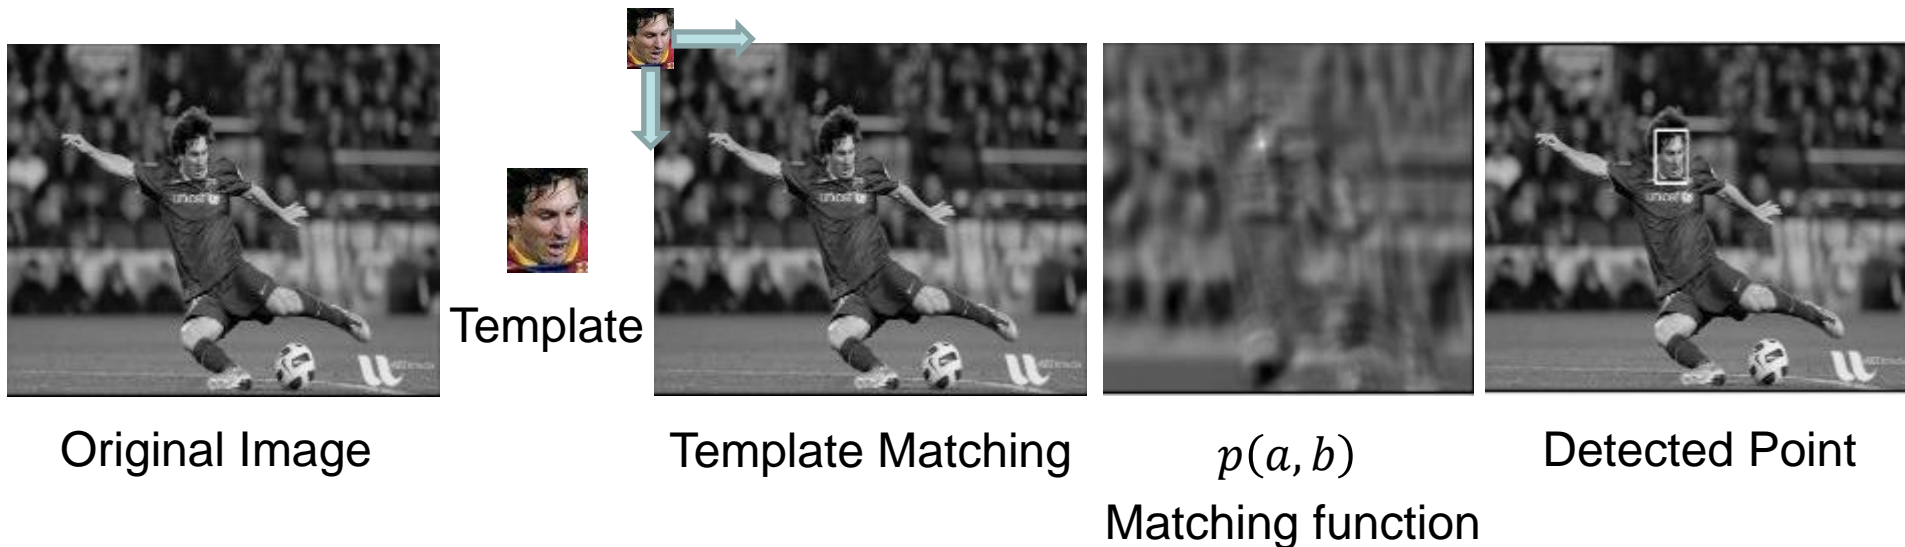 Template
Original Image
Template Matching
p(a, b)
Detected Point
Matching function